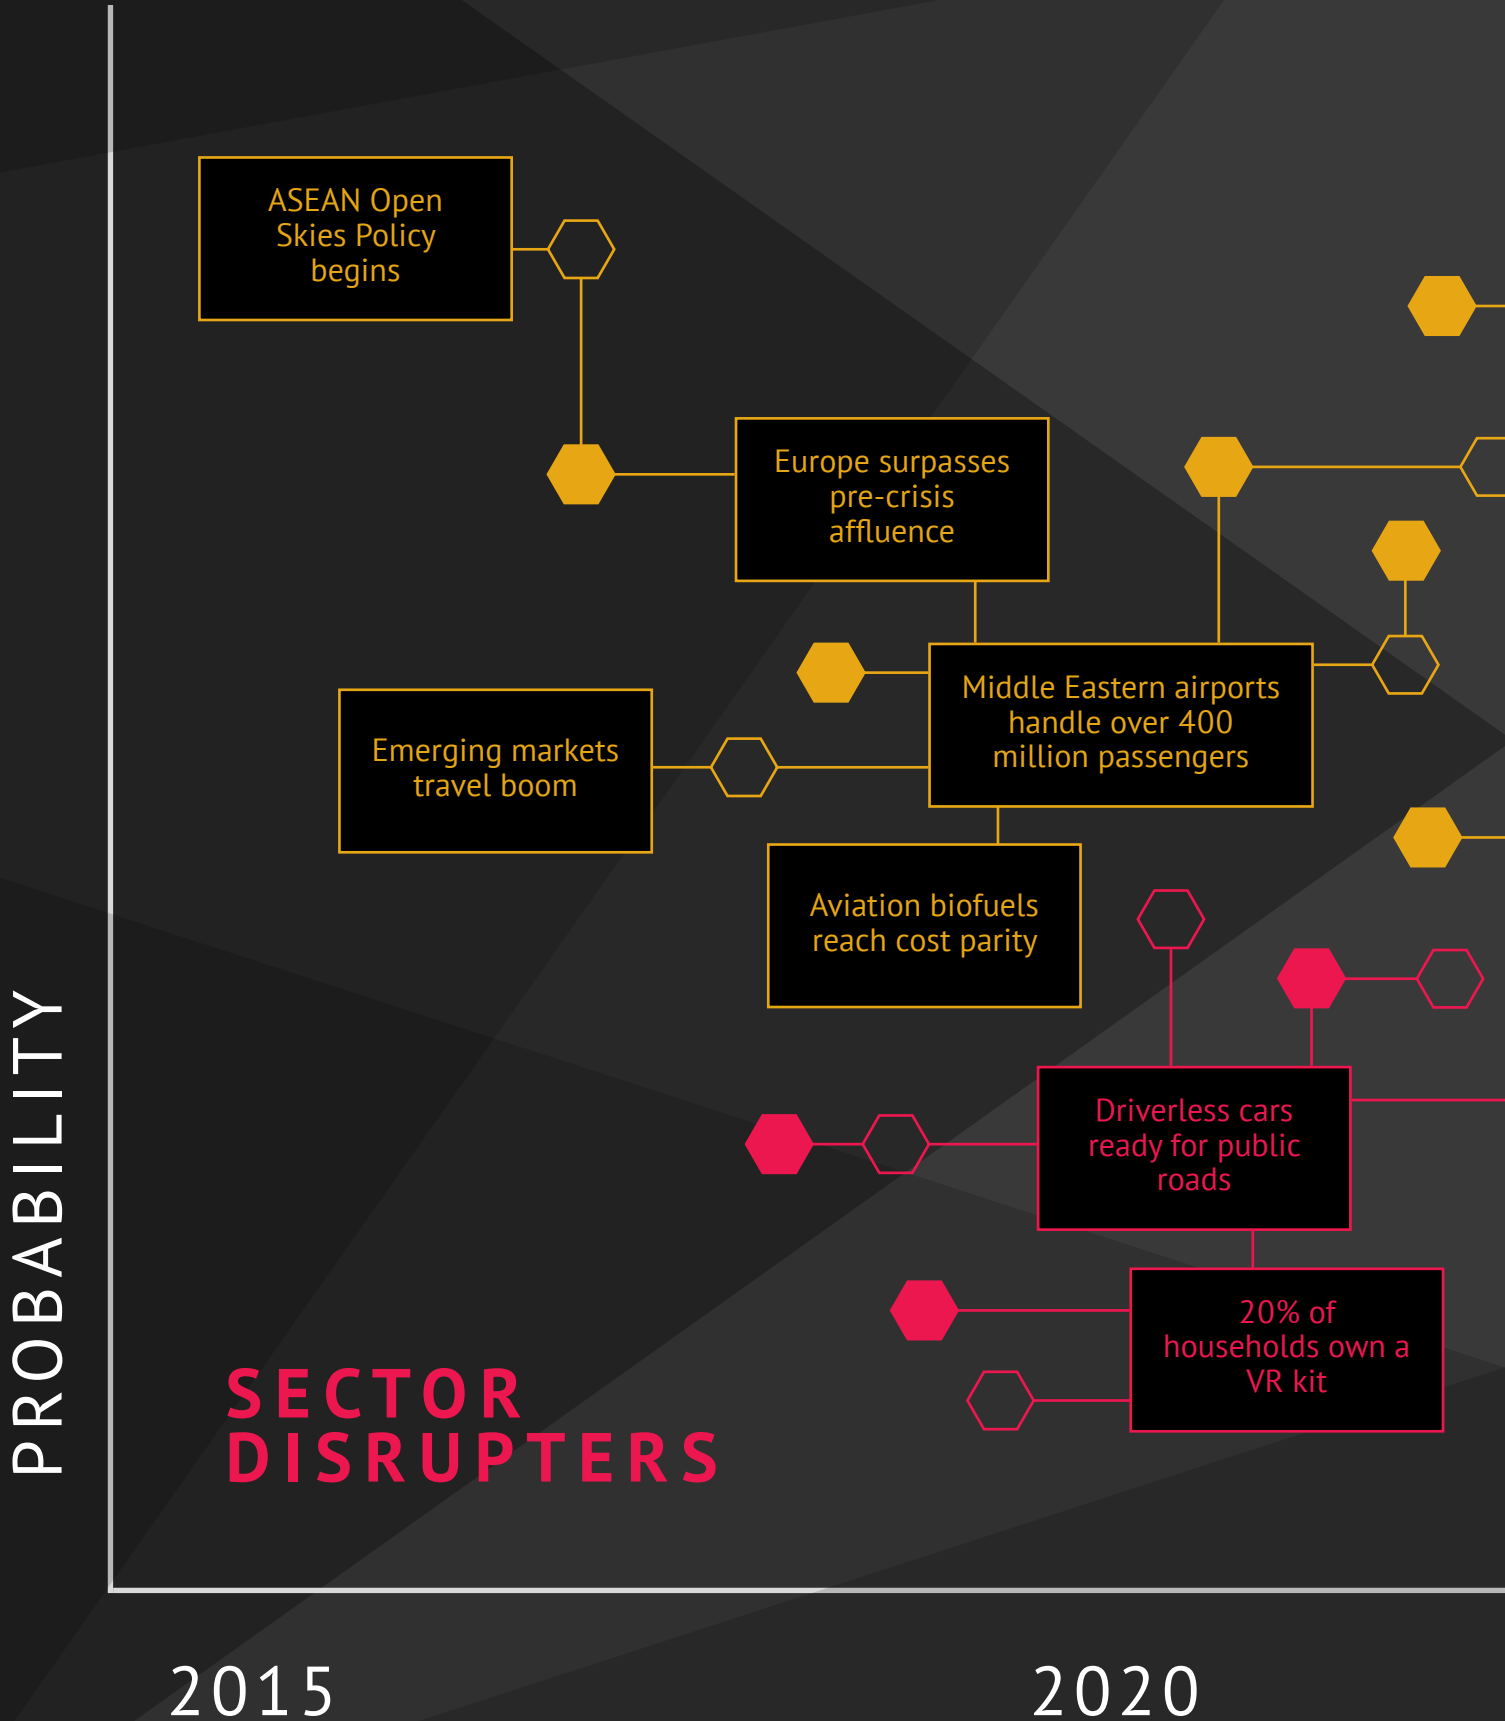 ASEAN Open
Skies Policy
begins
Europe surpasses
pre-crisis
affluence
Middle Eastern airports
handle over 400
million passengers
Emerging markets
travel boom
Aviation biofuels
reach cost parity
Driverless cars
ready for public
roads
20% of
households own a
VR kit
SECTOR
DISRUPTERS
PROBABILITY
2015
2020